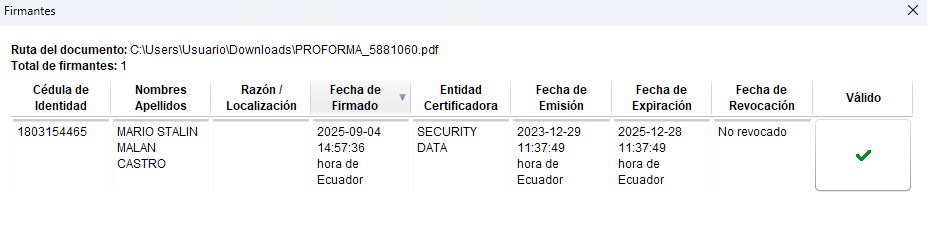 Firmantes
Ruta del documento: C:\Users\Usuario\Downloads\PROFORMA_5881060.pdf
Total de firmantes: 1
Cédula de Identidad
Nombres Apellidos
Razón / Localización
Fecha de Firmado
Entidad Certificadora
Fecha de Emisión
Fecha de Expiración
Fecha de Revocación
Válido
1803154465
MARIO STALIN
MALAN
CASTRO
2025-09-04
14:57:36
hora de
Ecuador
SECURITY
DATA
2023-12-29
11:37:49
hora de
Ecuador
2025-12-28
11:37:49
hora de
Ecuador
No revocado